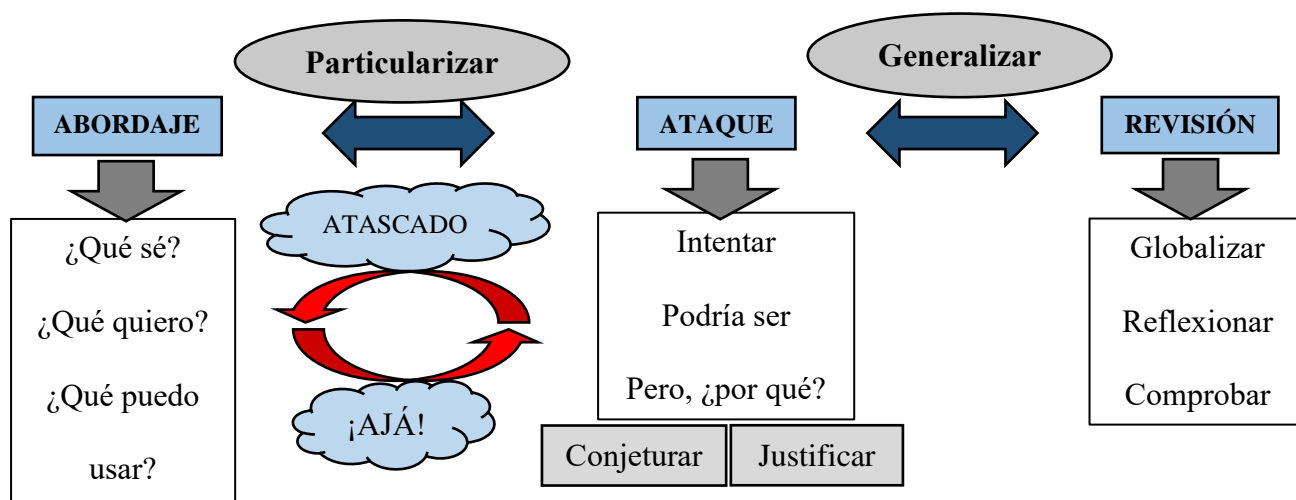 Particularizar
Generalizar
ABORDAJE
ATAQUE
REVISIÓN
¿Qué sé?
¿Qué quiero?
¿Qué puedo
usar?
ATASCADO
¡AJÁ!
Intentar
Podría ser
Pero, ¿por qué?
Conjeturar
Justificar
Globalizar
Reflexionar
Comprobar